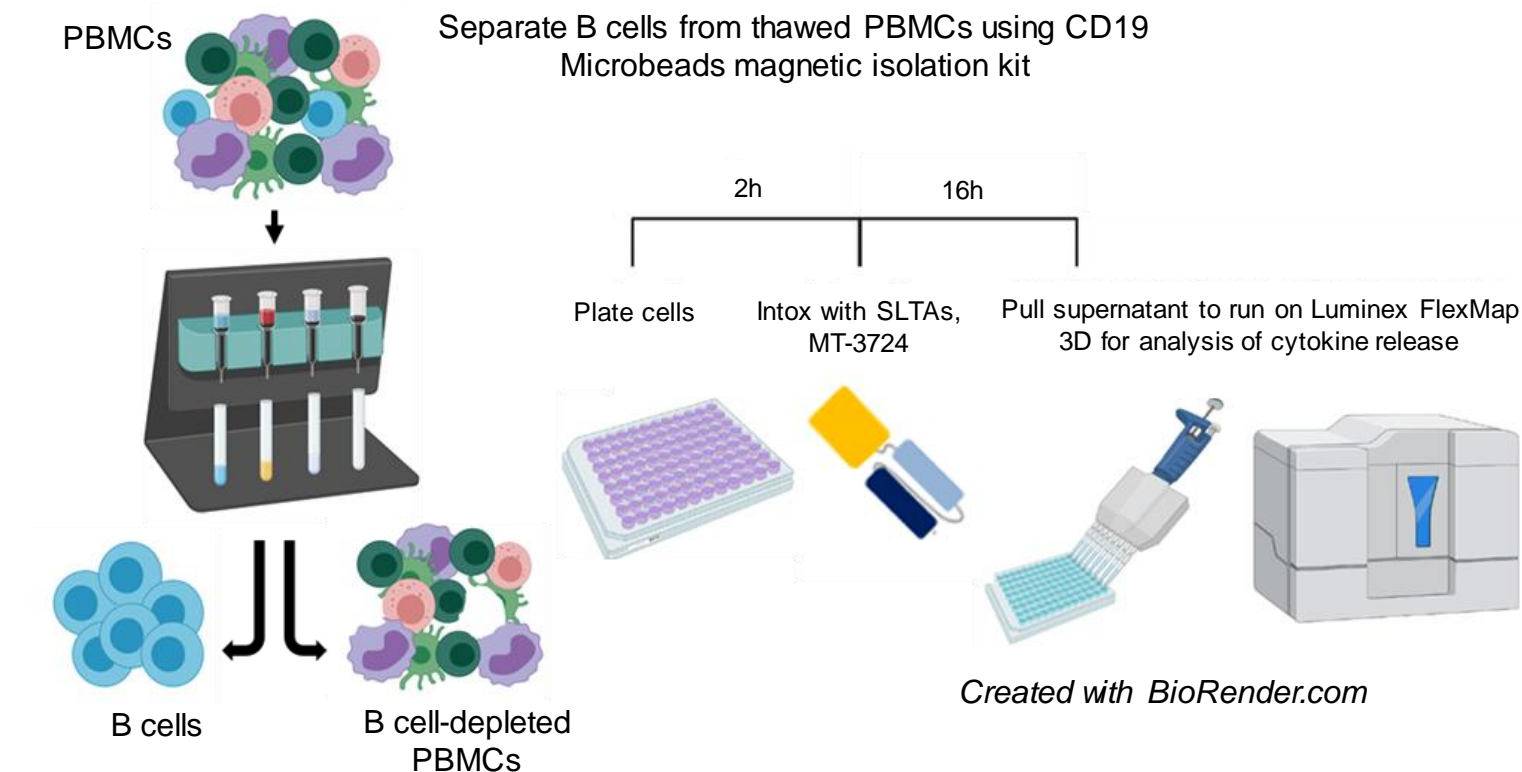 PBMCs
Separate B cells from thawed PBMCs using CD19
Microbeads magnetic isolation kit
2h
16h
Plate cells
Intox with SLTAs,
MT-3724
Pull supernatant to run on Luminex FlexMap
3D for analysis of cytokine release
B cells
B cell-depleted
PBMCs
Created with BioRender.com